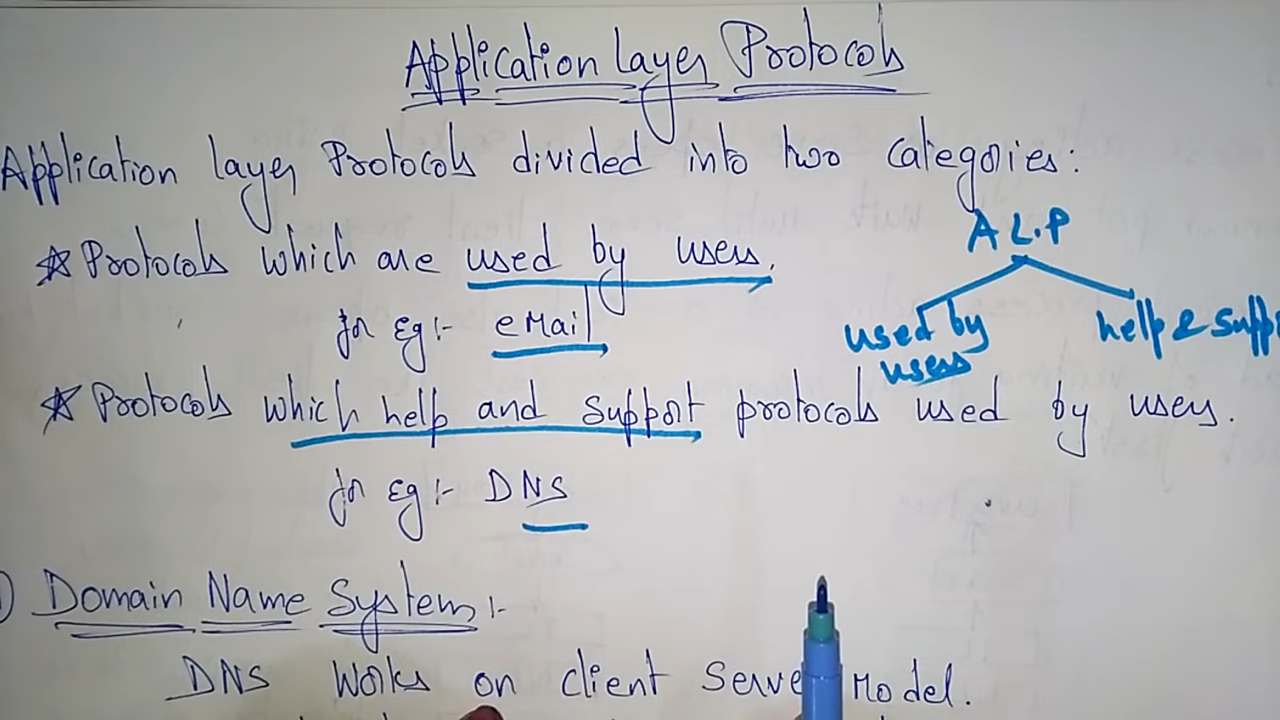 Application Layer Protocols
Application layer Protocols divided into two categories:
A L.P
* Protocols which are used by users.
for eg:- eMail
used by
users
help & supp
* Protocols which help and support protocols used by users.
for eg:- DNS
) Domain Name System:-
DNS Works on client Serve Model.